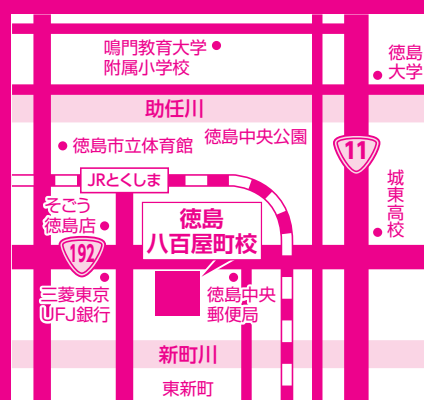 鳴門教育大学
附属小学校
徳島
大学
助任川
徳島市立体育館
徳島中央公園
11
JRとくしま
城東高校
そごう
徳島店
徳島
八百屋町校
192
三菱東京
UFJ銀行
徳島中央
郵便局
新町川
東新町